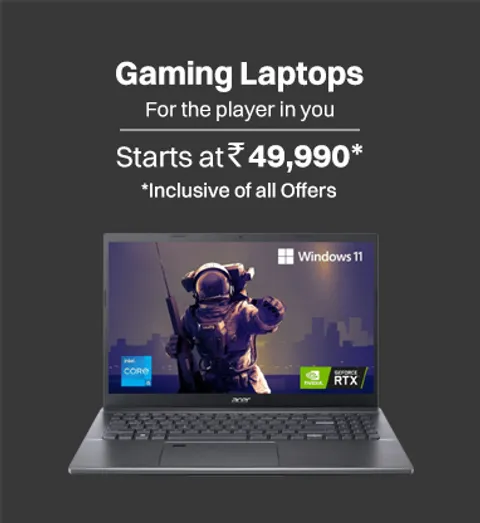 Gaming Laptops
For the player in you
Starts at ₹ 49,990*
*Inclusive of all Offers
Windows 11
intel
CORE
i5
NVIDIA
GEFORCE
RTX
acer